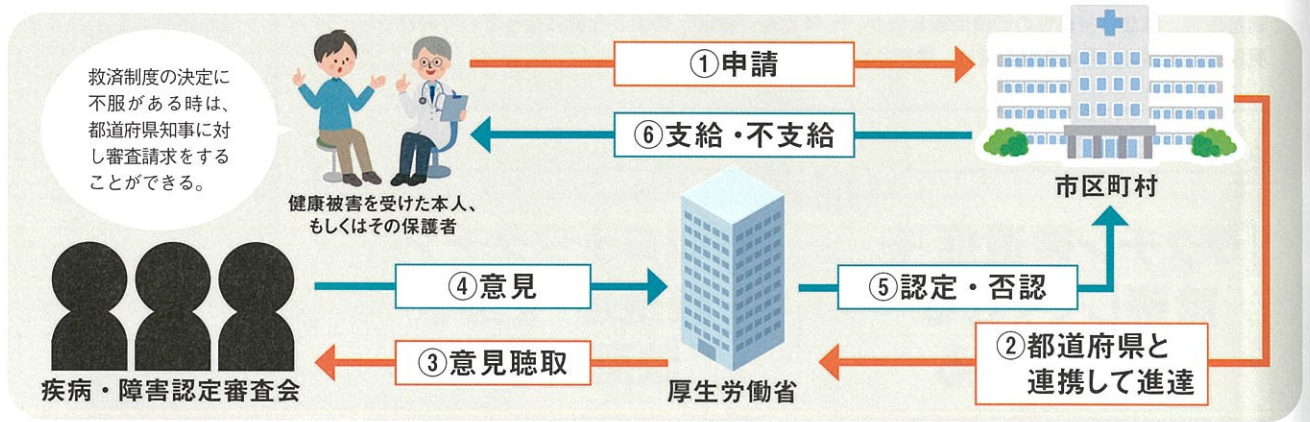 救済制度の決定に
不服がある時は、
都道府県知事に対
し審査請求をする
ことができる。
健康被害を受けた本人、
もしくはその保護者
①申請
⑥支給・不支給
市区町村
④意見
⑤認定・否認
③意見聴取
②都道府県と
連携して進達
疾病・障害認定審査会
厚生労働省